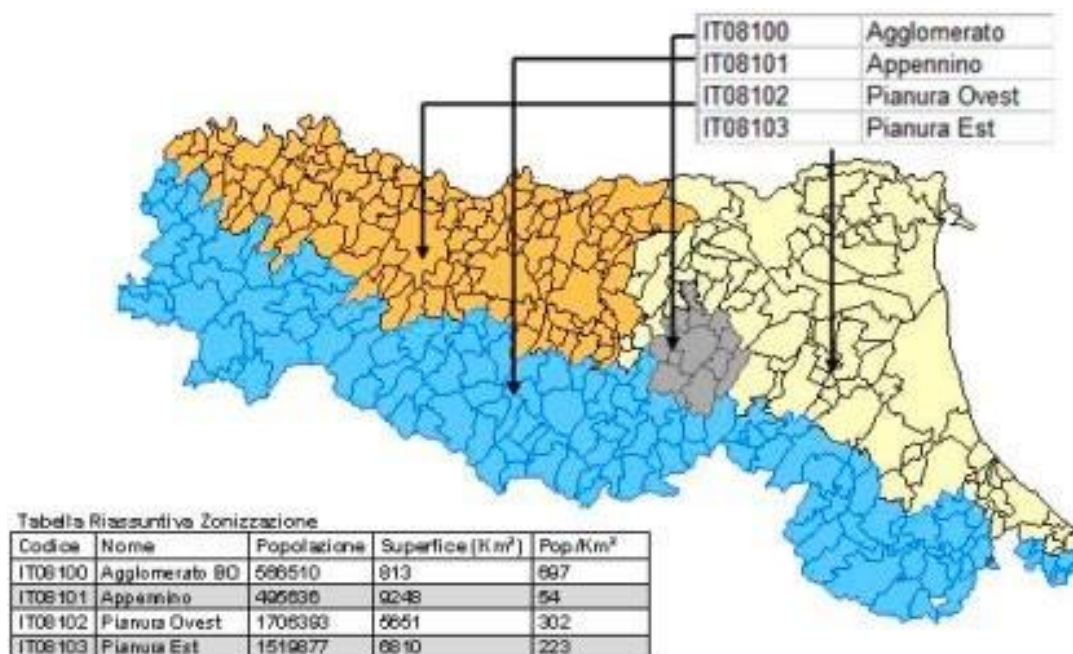 IT08100 Agglomerato
IT08101 Appennino
IT08102 Pianura Ovest
IT08103 Pianura Est
Tabella Riassuntiva Zonizzazione
Codice Nome Popolazione Superfice (Km²) Pop/Km²
IT08100 Agglomerato BO 566510 813 697
IT08101 Appennino 495636 9248 54
IT08102 Pianura Ovest 1706393 5651 302
IT08103 Pianura Est 1519877 6810 223